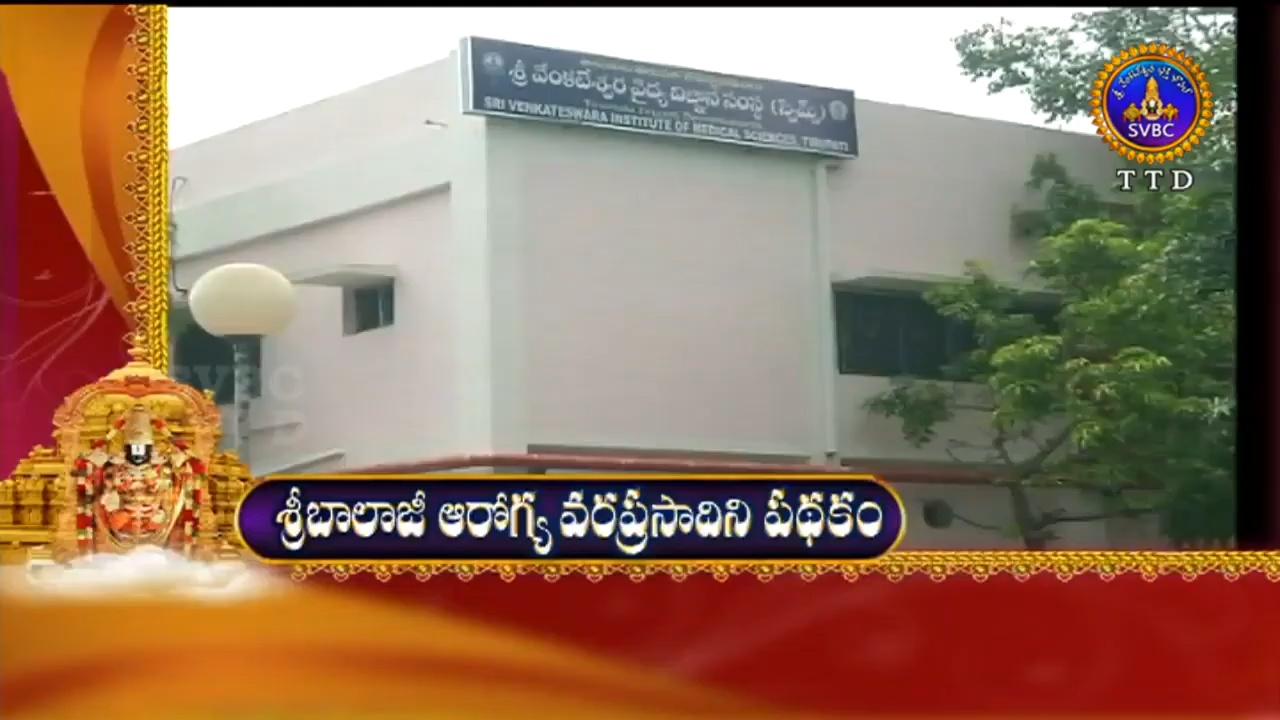 శ్రీ వేంకటేశ్వర వైద్య విజ్ఞాన సంస్థ (స్విమ్స్)
SRI VENKATESWARA INSTITUTE OF MEDICAL SCIENCES, TIRUPATI
SVBC
TTD
శ్రీబాలాజీ ఆరోగ్య వరప్రసాదిని పథకం